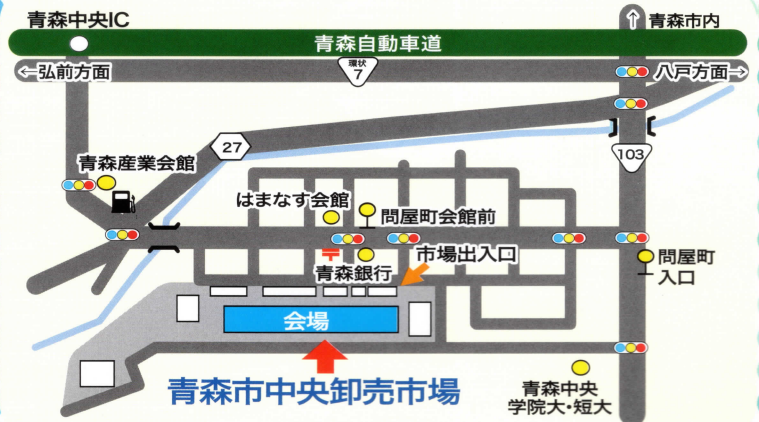 青森中央IC
青森市内
青森自動車道
←弘前方面
環状
7
八戸方面→
27
103
青森産業会館
はまなす会館
問屋町会館前
市場出入口
青森銀行
問屋町
入口
会場
青森市中央卸売市場
青森中央
学院大・短大